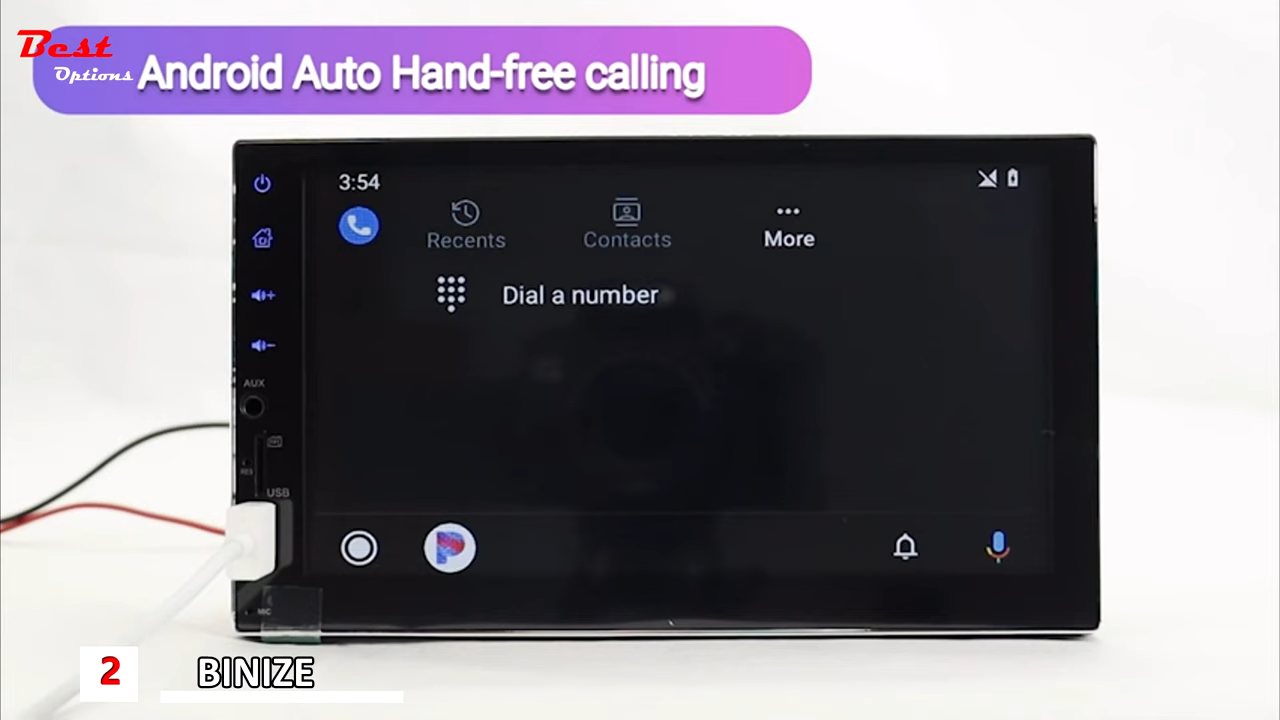 Best
Options
Android Auto Hand-free calling
3:54
Recents
Contacts
More
Dial a number
AUX
RES
USB
MIC
2
BINIZE